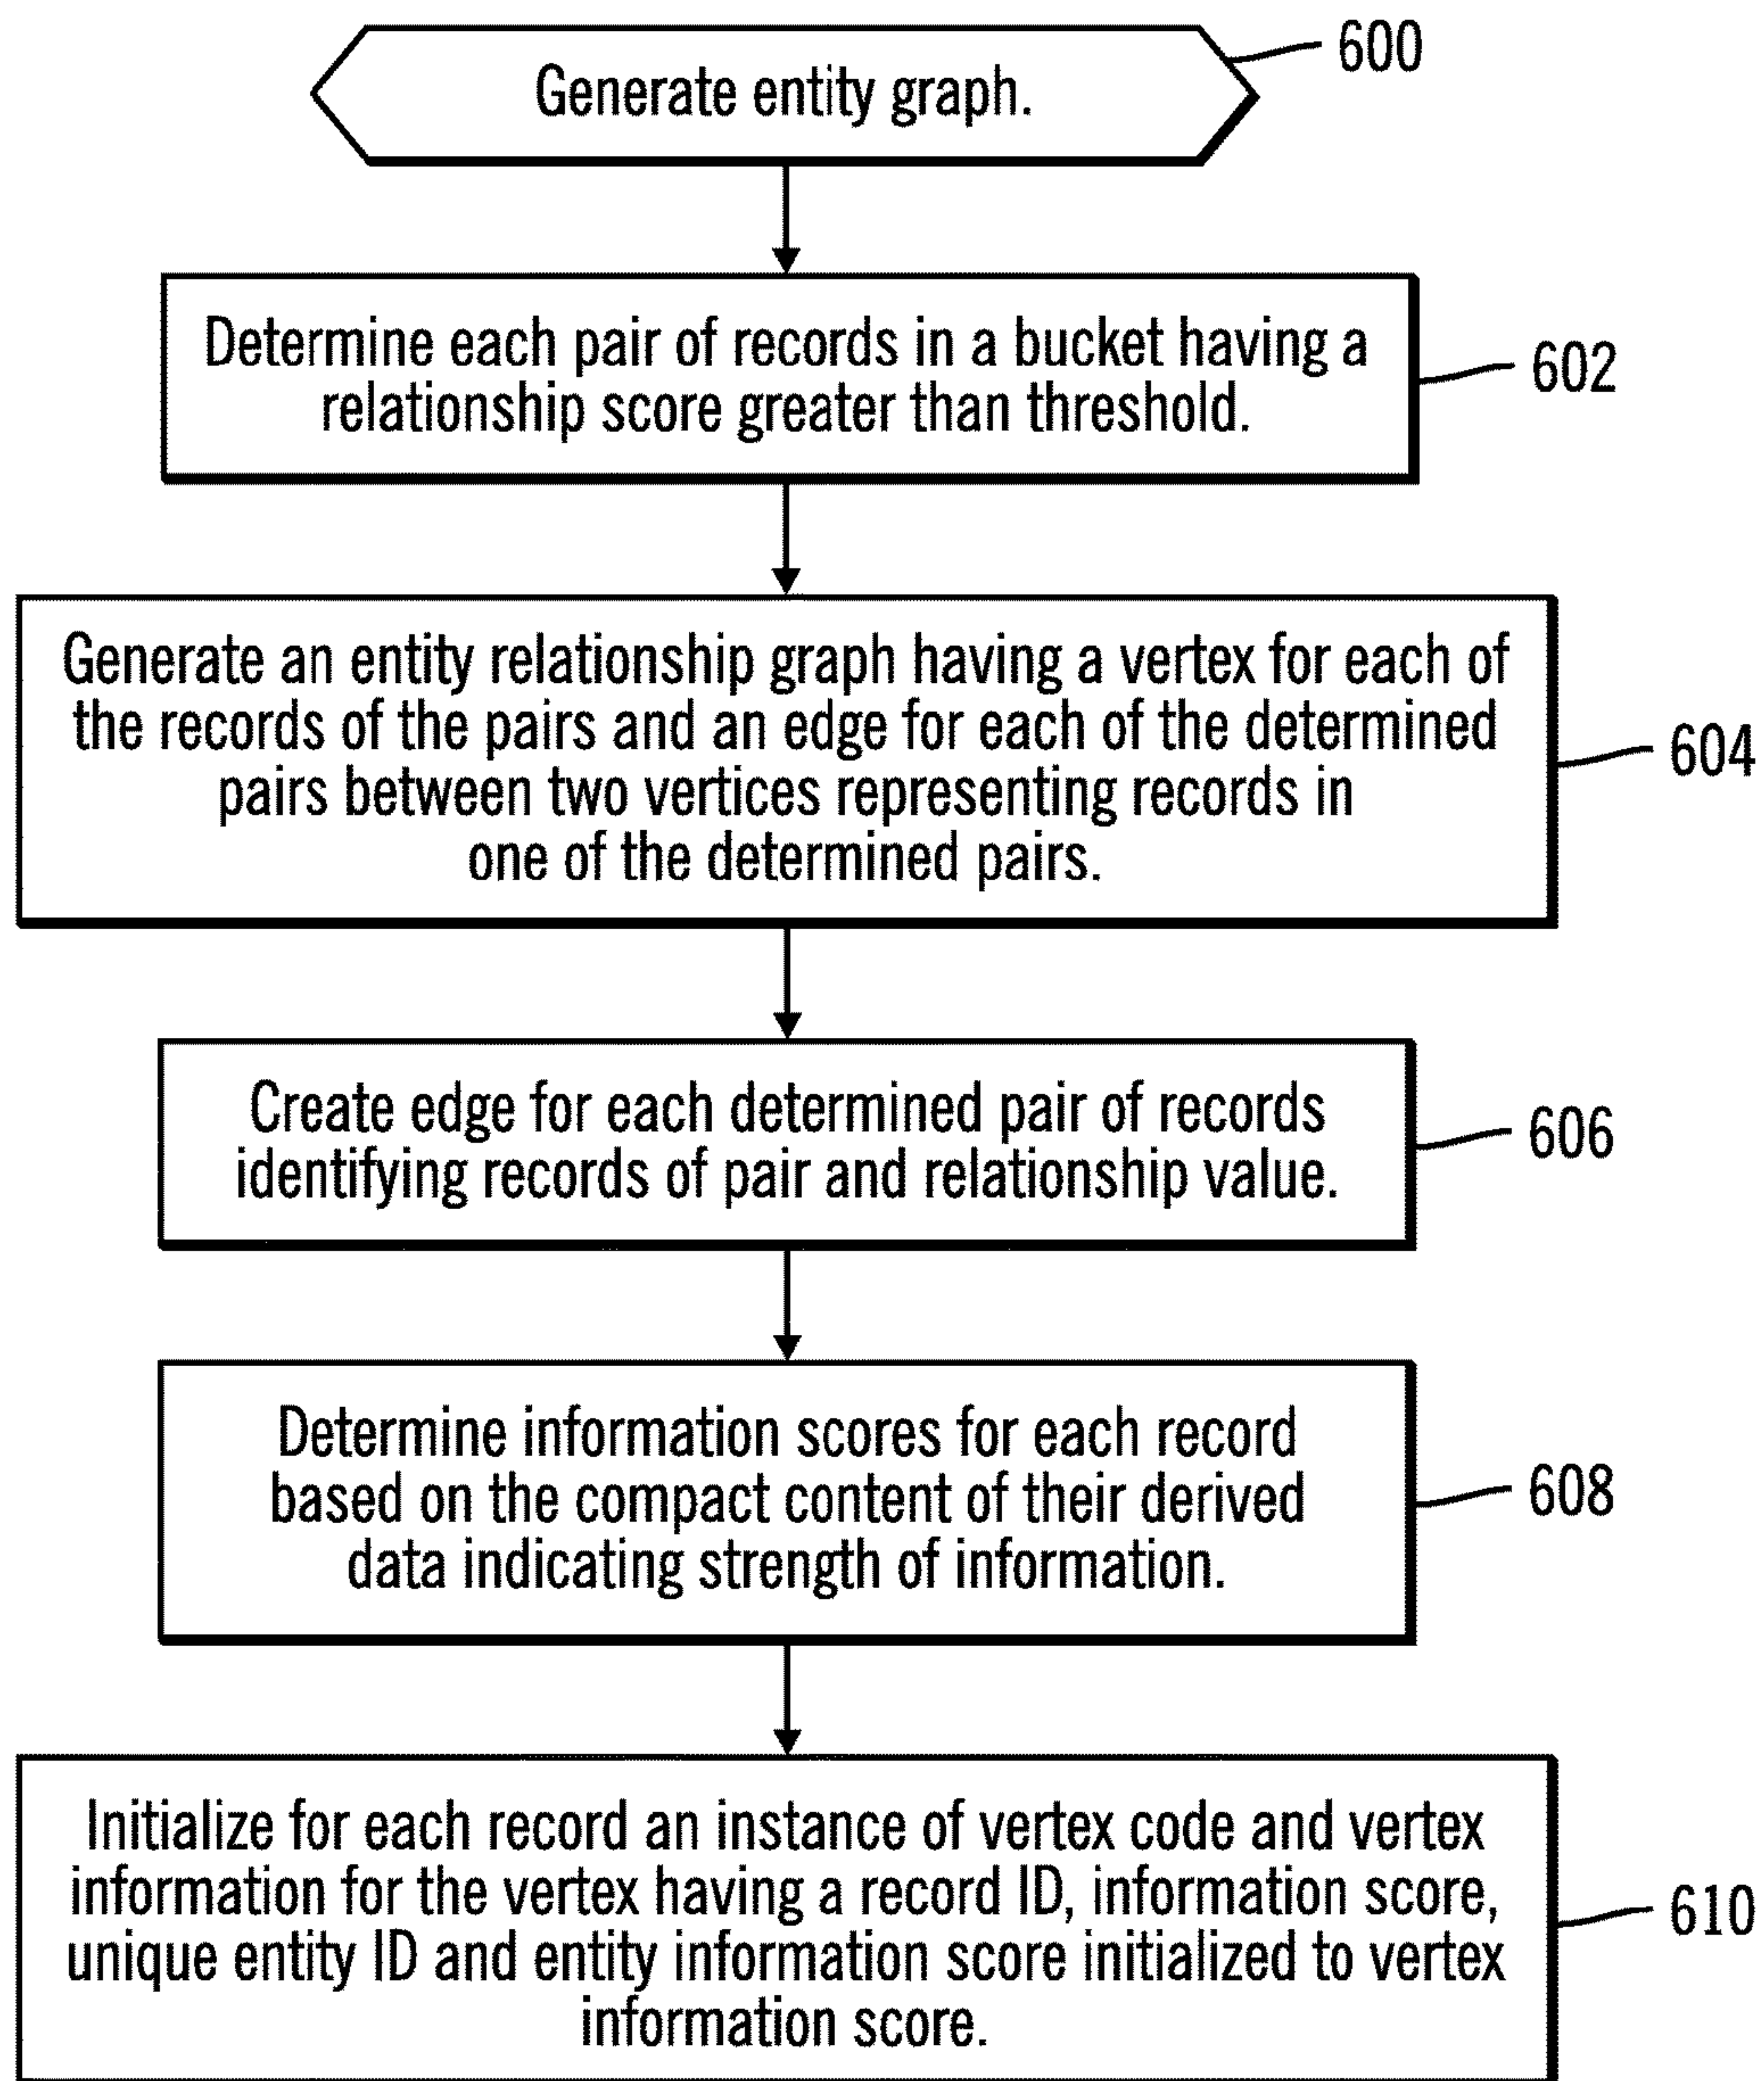 Generate entity graph.
600
Determine each pair of records in a bucket having a
relationship score greater than threshold.
602
Generate an entity relationship graph having a vertex for each of
the records of the pairs and an edge for each of the determined
pairs between two vertices representing records in
one of the determined pairs.
604
Create edge for each determined pair of records
identifying records of pair and relationship value.
606
Determine information scores for each record
based on the compact content of their derived
data indicating strength of information.
608
Initialize for each record an instance of vertex code and vertex
information for the vertex having a record ID, information score,
unique entity ID and entity information score initialized to vertex
information score.
610